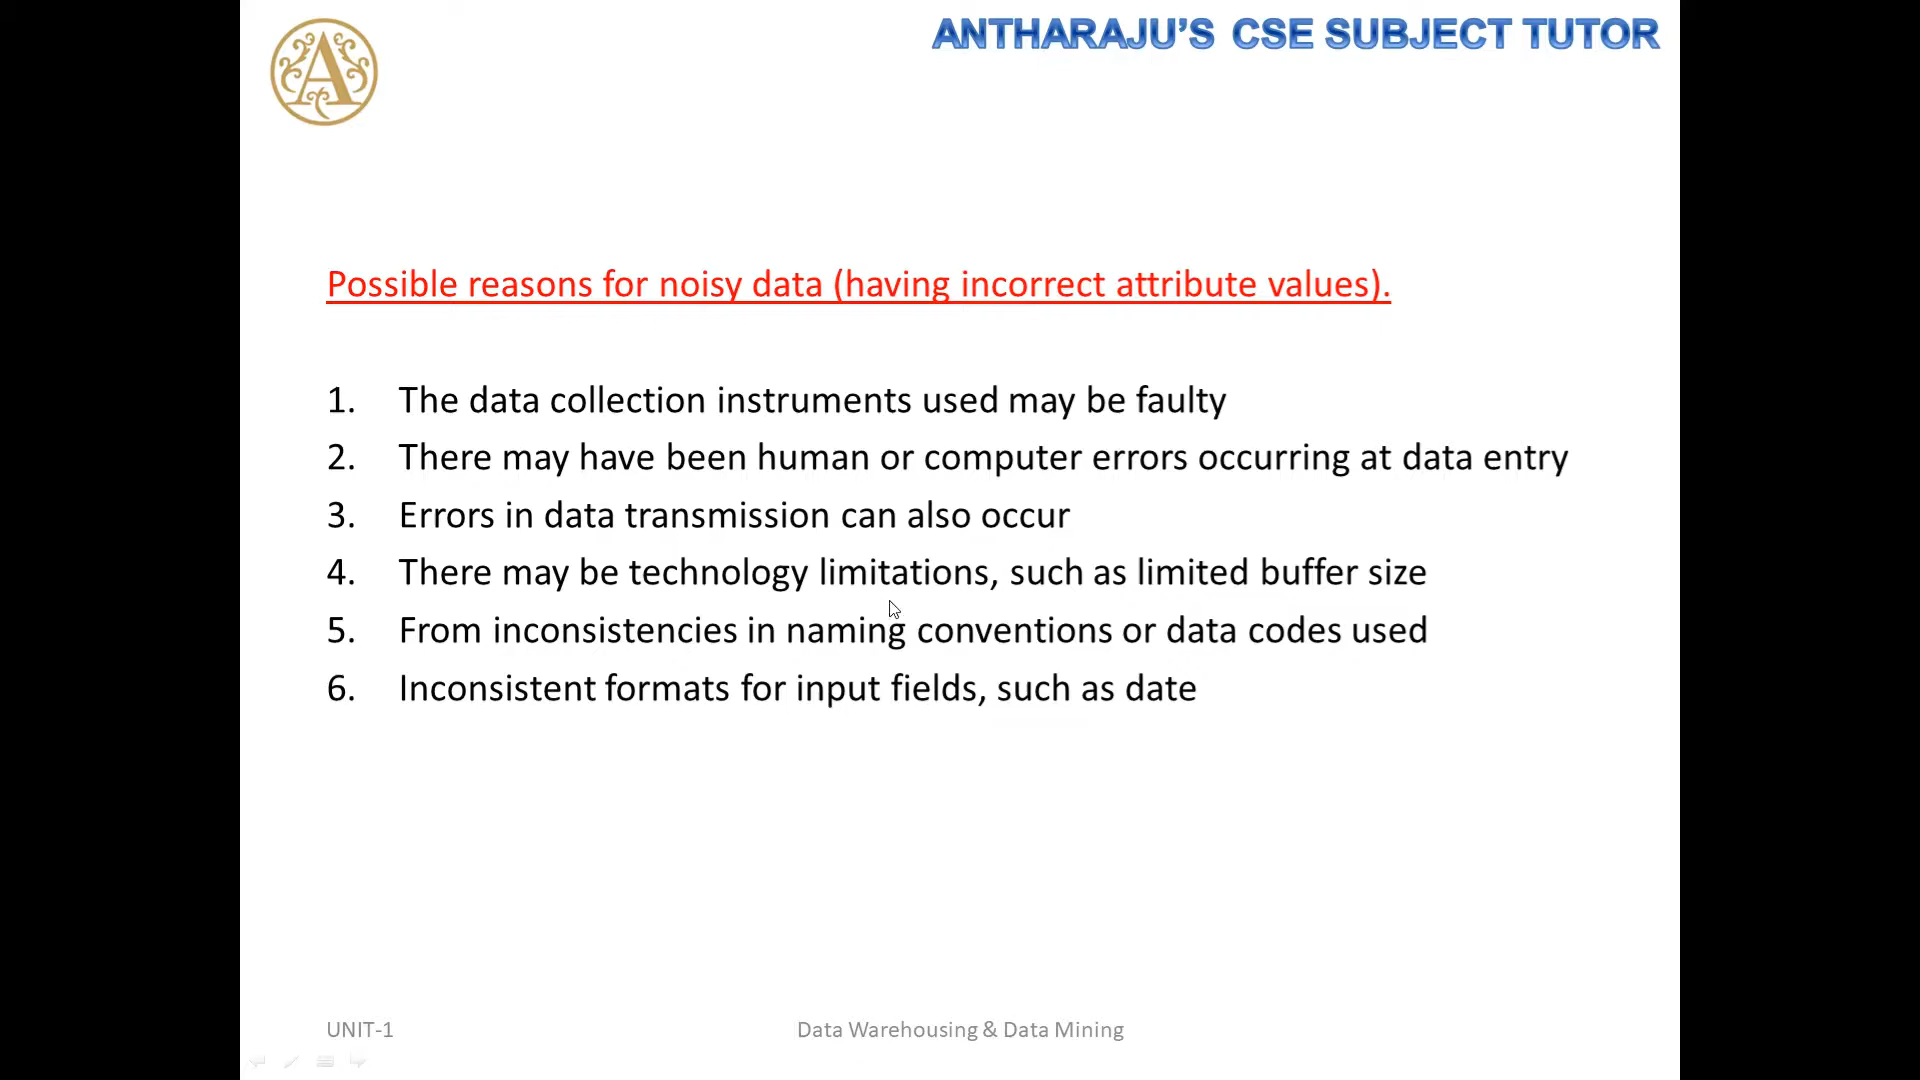 A
ANTHARAJU'S CSE SUBJECT TUTOR
Possible reasons for noisy data (having incorrect attribute values).
1. The data collection instruments used may be faulty
2. There may have been human or computer errors occurring at data entry
3. Errors in data transmission can also occur
4. There may be technology limitations, such as limited buffer size
5. From inconsistencies in naming conventions or data codes used
6. Inconsistent formats for input fields, such as date
UNIT-1
Data Warehousing & Data Mining